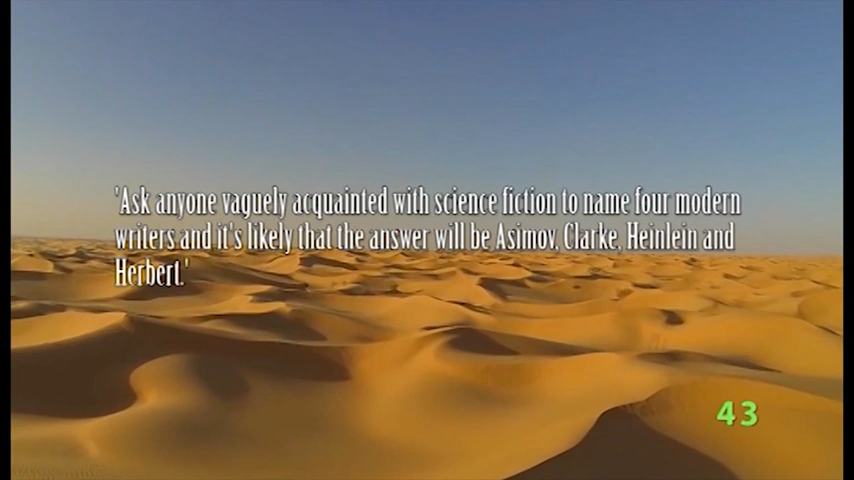 'Ask anyone vaguely acquainted with science fiction to name four modern
writers and it's likely that the answer will be Asimov, Clarke, Heinlein and
Herbert.'
43